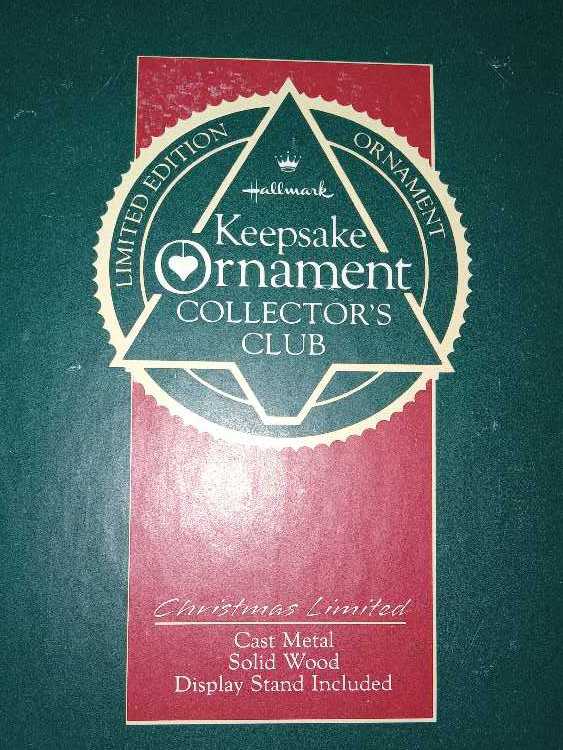 LIMITED EDITION
ORNAMENT
Hallmark
Keepsake
Ornament
COLLECTOR'S
CLUB
Christmas Limited
Cast Metal
Solid Wood
Display Stand Included